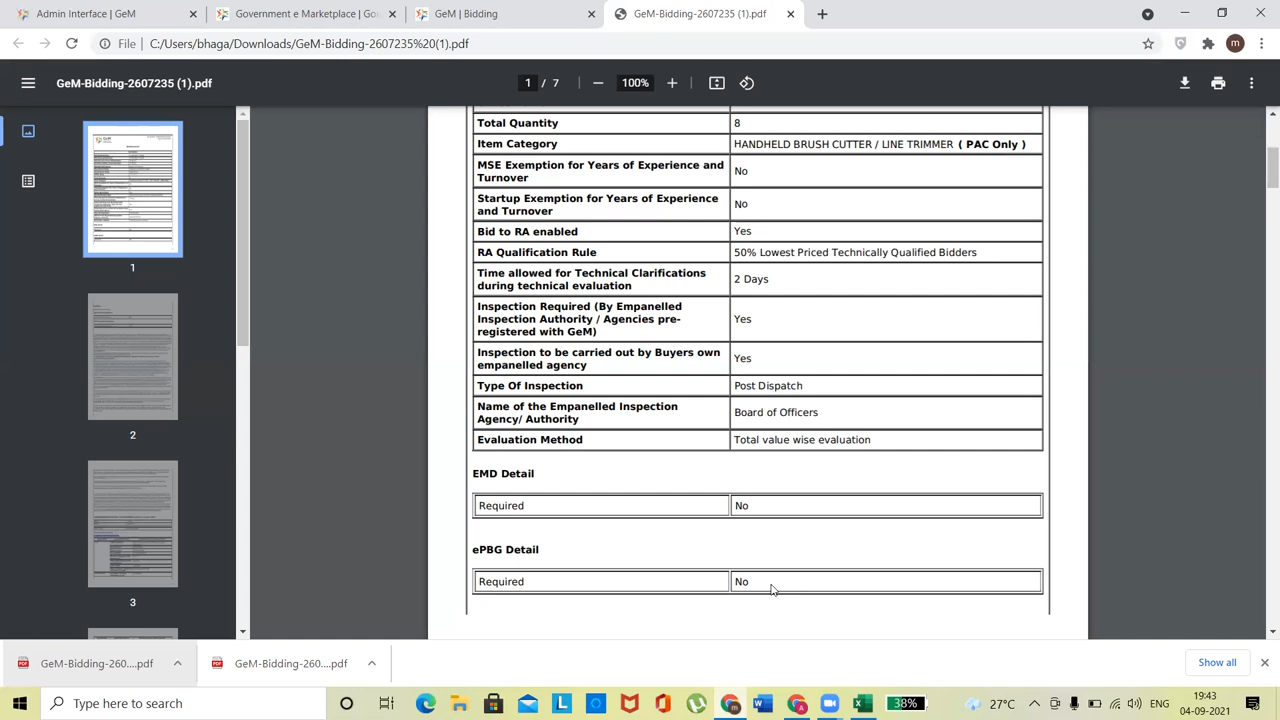 Admin Interface | GeM
Government e Marketplace | Go
GeM | Bidding
GeM-Bidding-2607235 (1).pdf
File
C:/Users/bhaga/Downloads/GeM-Bidding-2607235%20(1).pdf
m
GeM-Bidding-2607235 (1).pdf
1 / 7
100%
Total Quantity 8
Item Category HANDHELD BRUSH CUTTER / LINE TRIMMER ( PAC Only )
MSE Exemption for Years of Experience and
Turnover
No
Startup Exemption for Years of Experience
and Turnover
No
Bid to RA enabled Yes
RA Qualification Rule 50% Lowest Priced Technically Qualified Bidders
Time allowed for Technical Clarifications
during technical evaluation
2 Days
Inspection Required (By Empanelled
Inspection Authority / Agencies pre-
registered with GeM)
Yes
Inspection to be carried out by Buyers own
empanelled agency
Yes
Type Of Inspection Post Dispatch
Name of the Empanelled Inspection
Agency/ Authority
Board of Officers
Evaluation Method Total value wise evaluation
EMD Detail
Required No
ePBG Detail
Required No
1
2
3
GeM-Bidding-260....pdf
GeM-Bidding-260....pdf
Show all
Type here to search
38%
27°C
ENG
19:43
04-09-2021